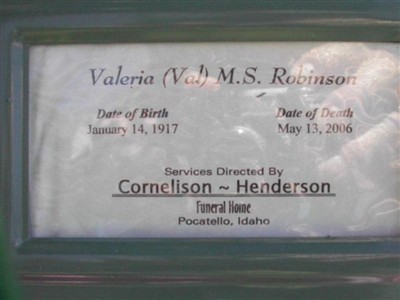 Valeria (Val) M.S. Robinson
Date of Birth Date of Death
January 14, 1917 May 13, 2006
Services Directed By
Cornelison ~ Henderson
Funeral Home
Pocatello, Idaho